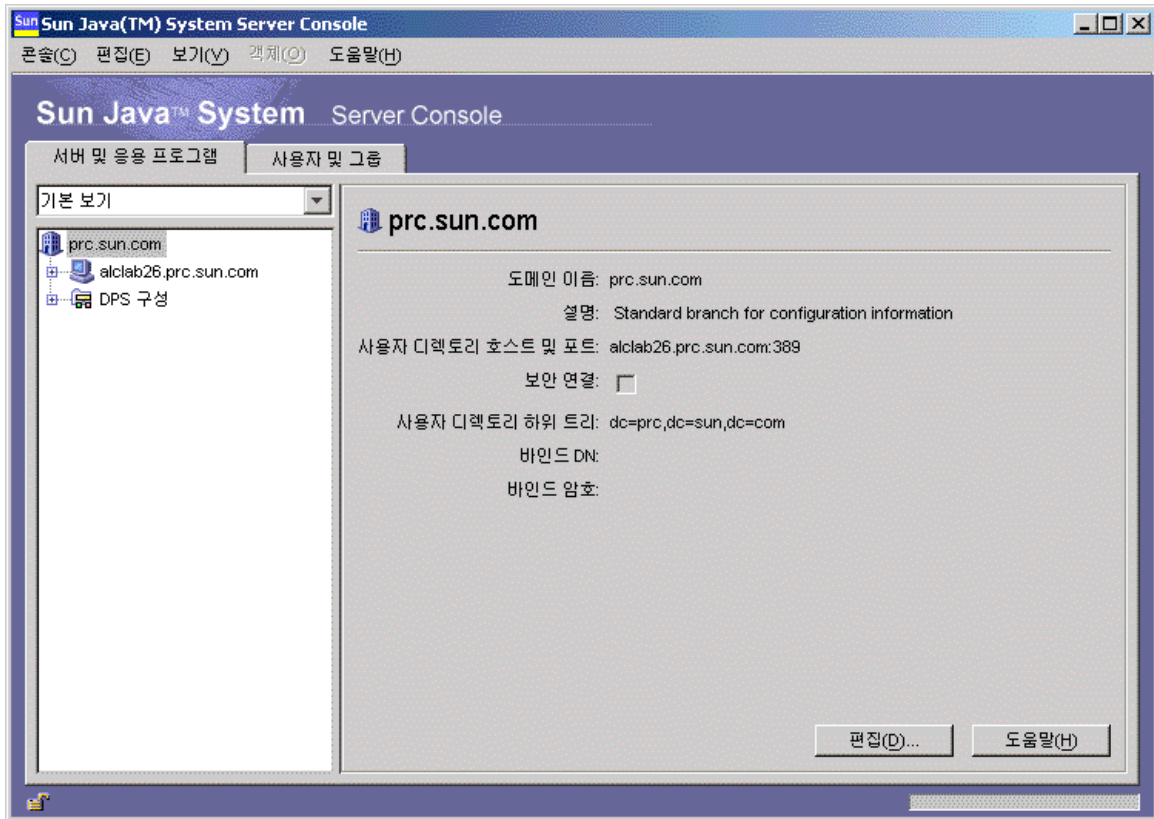 Sun Sun Java(TM) System Server Console
콘솔(C) 편집(E) 보기(V) 객체(O) 도움말(H)
Sun Java™ System Server Console
서버 및 응용 프로그램 사용자 및 그룹
기본 보기
prc.sun.com
alclab26.prc.sun.com
DPS 구성
prc.sun.com
도메인 이름: prc.sun.com
설명: Standard branch for configuration information
사용자 디렉토리 호스트 및 포트: alclab26.prc.sun.com:389
보안 연결:
사용자 디렉토리 하위 트리: dc=prc,dc=sun,dc=com
바인드 DN:
바인드 암호:
편집(D)... 도움말(H)